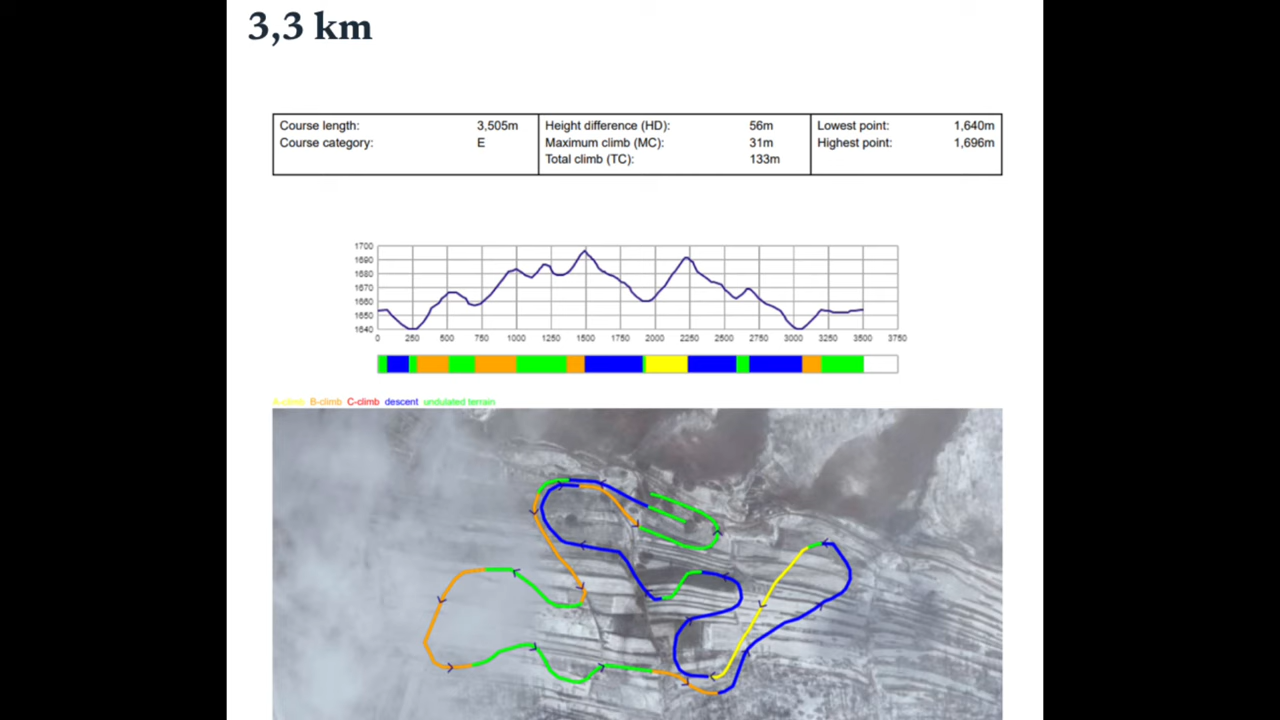 3,3 km
Course length: 3,505m Height difference (HD): 56m Lowest point: 1,640m
Course category: E Maximum climb (MC): 31m Highest point: 1,696m
Total climb (TC): 133m
1700
1690
1680
1670
1660
1650
1640
0 250 500 750 1000 1250 1500 1750 2000 2250 2500 2750 3000 3250 3500 3750
A-climb B-climb C-climb descent undulated terrain